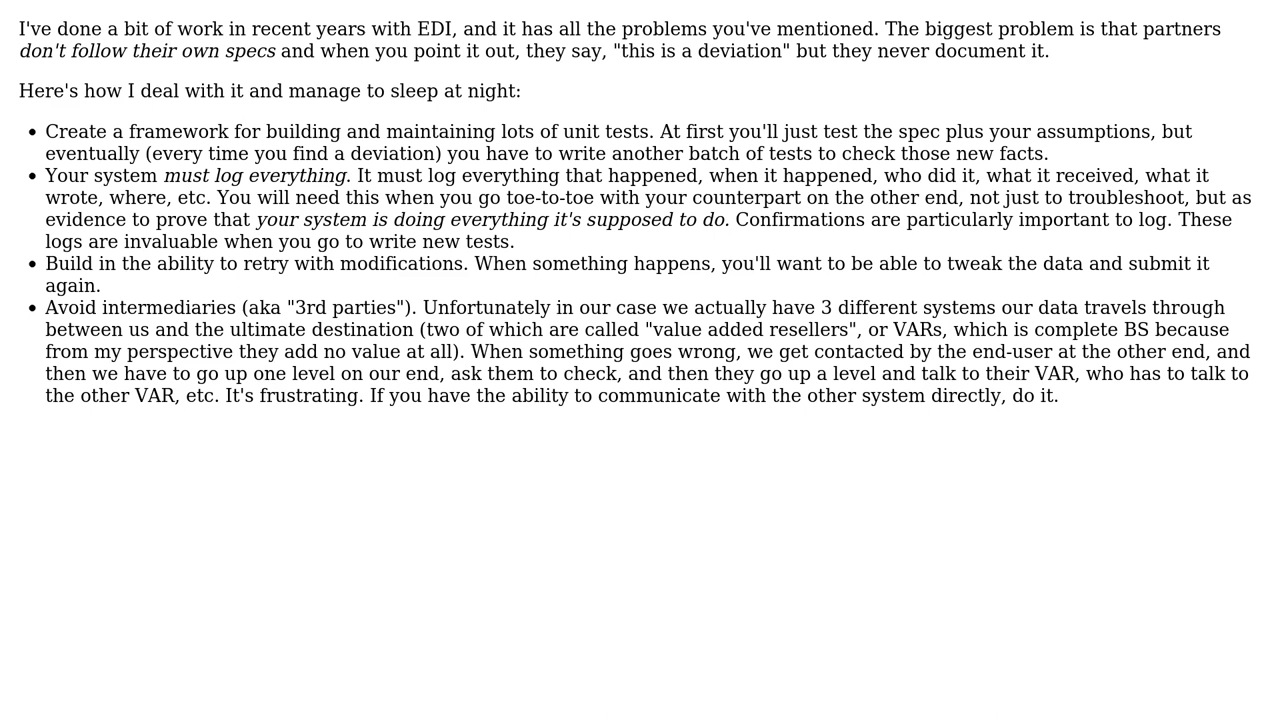 I've done a bit of work in recent years with EDI, and it has all the problems you've mentioned. The biggest problem is that partners
don't follow their own specs and when you point it out, they say, "this is a deviation" but they never document it.
Here's how I deal with it and manage to sleep at night:
• Create a framework for building and maintaining lots of unit tests. At first you'll just test the spec plus your assumptions, but
eventually (every time you find a deviation) you have to write another batch of tests to check those new facts.
• Your system must log everything. It must log everything that happened, when it happened, who did it, what it received, what it
wrote, where, etc. You will need this when you go toe-to-toe with your counterpart on the other end, not just to troubleshoot, but as
evidence to prove that your system is doing everything it's supposed to do. Confirmations are particularly important to log. These
logs are invaluable when you go to write new tests.
• Build in the ability to retry with modifications. When something happens, you'll want to be able to tweak the data and submit it
again.
• Avoid intermediaries (aka "3rd parties"). Unfortunately in our case we actually have 3 different systems our data travels through
between us and the ultimate destination (two of which are called "value added resellers", or VARs, which is complete BS because
from my perspective they add no value at all). When something goes wrong, we get contacted by the end-user at the other end, and
then we have to go up one level on our end, ask them to check, and then they go up a level and talk to their VAR, who has to talk to
the other VAR, etc. It's frustrating. If you have the ability to communicate with the other system directly, do it.